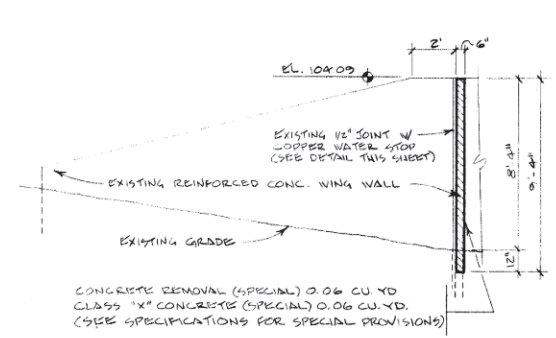 2' 6"
EL. 104.09
EXISTING 1/2" JOINT W/
COPPER WATER STOP
(SEE DETAIL THIS SHEET)
EXISTING REINFORCED CONC. WING WALL
8'-4"
9'-4"
EXISTING GRADE
12"
CONCRETE REMOVAL (SPECIAL) 0.06 CU. YD
CLASS "X" CONCRETE (SPECIAL) 0.06 CU. YD.
(SEE SPECIFICATIONS FOR SPECIAL PROVISIONS)